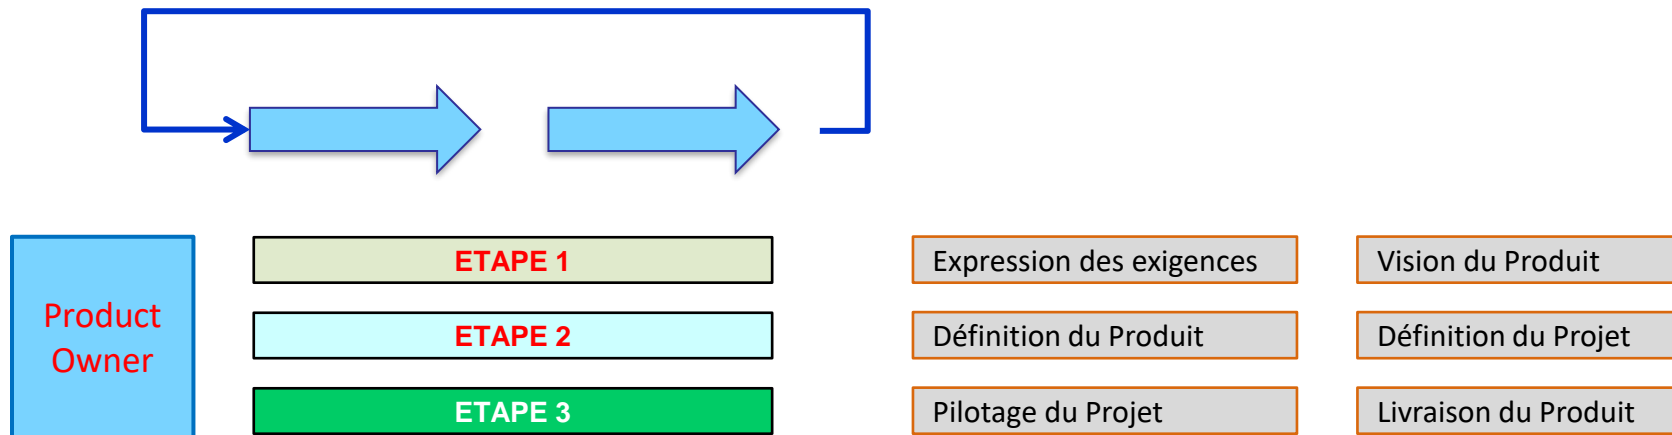 Product
Owner
ETAPE 1
Expression des exigences
Vision du Produit
ETAPE 2
Définition du Produit
Définition du Projet
ETAPE 3
Pilotage du Projet
Livraison du Produit